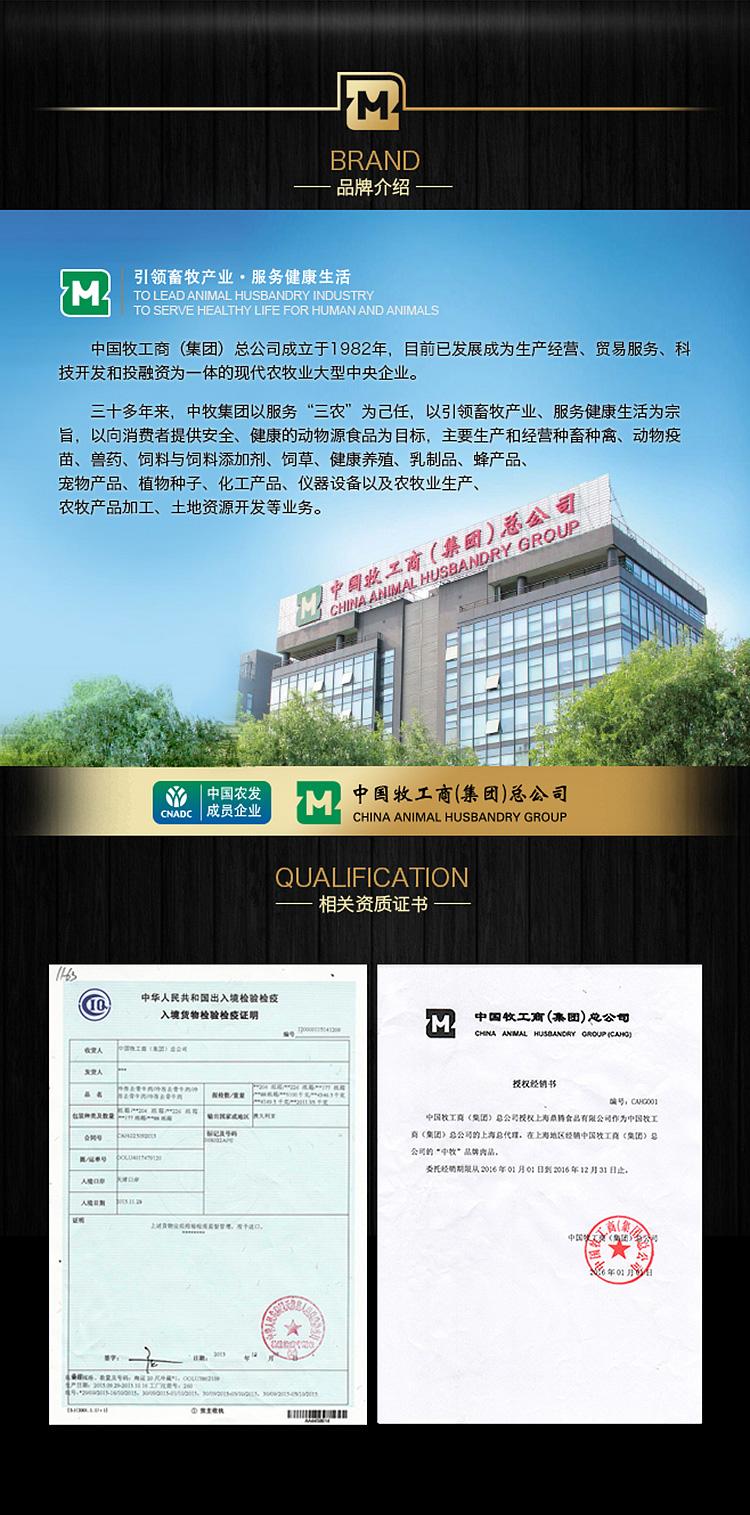 M
BRAND
品牌介绍
M
引领畜牧产业·服务健康生活
TO LEAD ANIMAL HUSBANDRY INDUSTRY
TO SERVE HEALTHY LIFE FOR HUMAN AND ANIMALS
中国牧工商（集团）总公司成立于1982年，目前已发展成为生产经营、贸易服务、科
技开发和投融资为一体的现代农牧业大型中央企业。
三十多年来，中牧集团以服务“三农”为己任，以引领畜牧产业、服务健康生活为宗
旨，以向消费者提供安全、健康的动物源食品为目标，主要生产和经营种畜种禽、动物疫
苗、兽药、饲料与饲料添加剂、饲草、健康养殖、乳制品、蜂产品、
宠物产品、植物种子、化工产品、仪器设备以及农牧业生产、
农牧产品加工、土地资源开发等业务。
M 中国牧工商(集团)总公司
CHINA ANIMAL HUSBANDRY GROUP
CNADC 中国农发
成员企业
M 中国牧工商(集团)总公司
CHINA ANIMAL HUSBANDRY GROUP
QUALIFICATION
相关资质证书
CIQ
中华人民共和国出入境检验检疫
入境货物检验检疫证明
编号
收货人 中国牧工商（集团）总公司
发货人 ***
品名
报检数/重量
包装种类及数量
输出国家或地区 澳大利亚
合同号
标记及号码
提/运单号
入境口岸 天津口岸
入境日期 2015.11.28
证明
上述货物业经检验检疫监督管理，准予进口。
签字： 日期： 2015 年 12 月
① 货主收执
M 中国牧工商(集团)总公司
CHINA ANIMAL HUSBANDRY GROUP (CAHG)
授权经销书
编号：CAHG001
中国牧工商（集团）总公司授权上海鼎腾食品有限公司作为中国牧工
商（集团）总公司的上海总代理。在上海地区经销中国牧工商（集团）总
公司的“中牧”品牌肉品。
委托经销期限从2016年01月01日到2016年12月31日止。
中国牧工商（集团）总公司
2016年01月01日